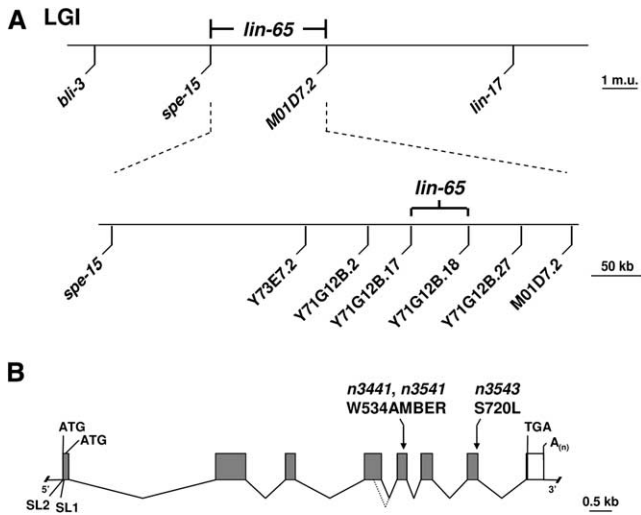 A LGI
lin-65
bli-3
spe-15
M01D7.2
lin-17
1 m.u.
lin-65
spe-15
Y73E7.2
Y71G12B.2
Y71G12B.17
Y71G12B.18
Y71G12B.27
M01D7.2
50 kb
B
n3441, n3541 n3543
W534AMBER S720L
ATG
ATG
TGA
A(n)
5'
3'
SL2 SL1
0.5 kb